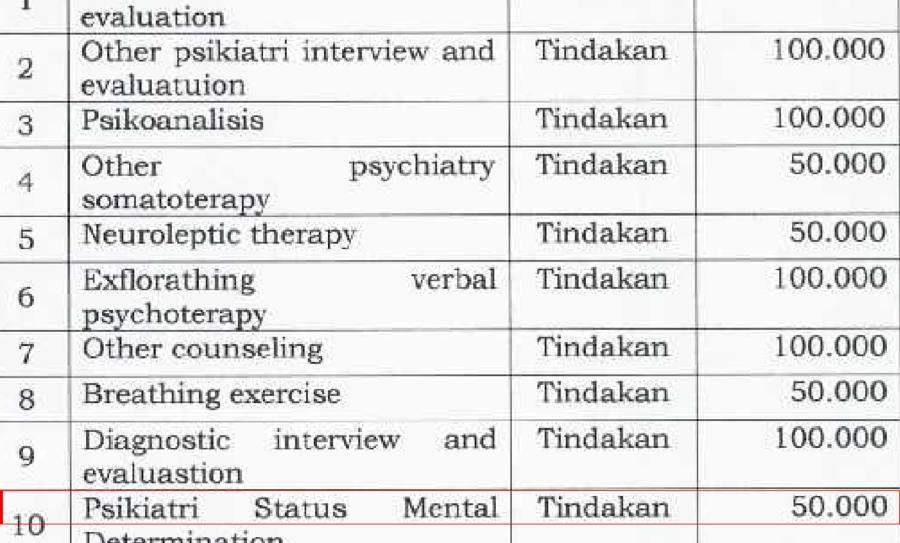 1 evaluation
2 Other psikiatri interview and Tindakan 100.000
evaluatuion
3 Psikoanalisis Tindakan 100.000
4 Other psychiatry Tindakan 50.000
somatoterapy
5 Neuroleptic therapy Tindakan 50.000
6 Exflorathing verbal Tindakan 100.000
psychoterapy
7 Other counseling Tindakan 100.000
8 Breathing exercise Tindakan 50.000
9 Diagnostic interview and Tindakan 100.000
evaluastion
10 Psikiatri Status Mental Tindakan 50.000
Determination